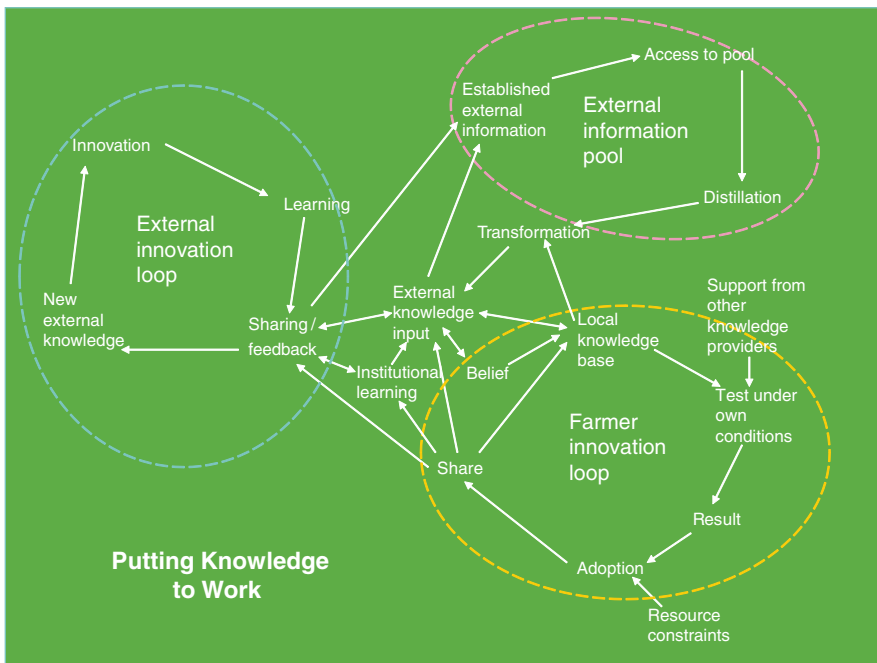 Access to pool
Established
external
information
External
information
pool
Innovation
Learning
Distillation
External
innovation
loop
Transformation
New
external
knowledge
Sharing /
feedback
External
knowledge
input
Local
knowledge
base
Support from
other
knowledge
providers
Institutional
learning
Belief
Test under
own
conditions
Farmer
innovation
loop
Share
Result
Adoption
Putting Knowledge
to Work
Resource
constraints